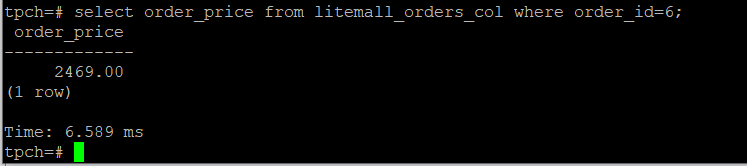 tpch=# select order_price from litemall_orders_col where order_id=6;
 order_price
-------------
     2469.00
(1 row)

Time: 6.589 ms
tpch=#